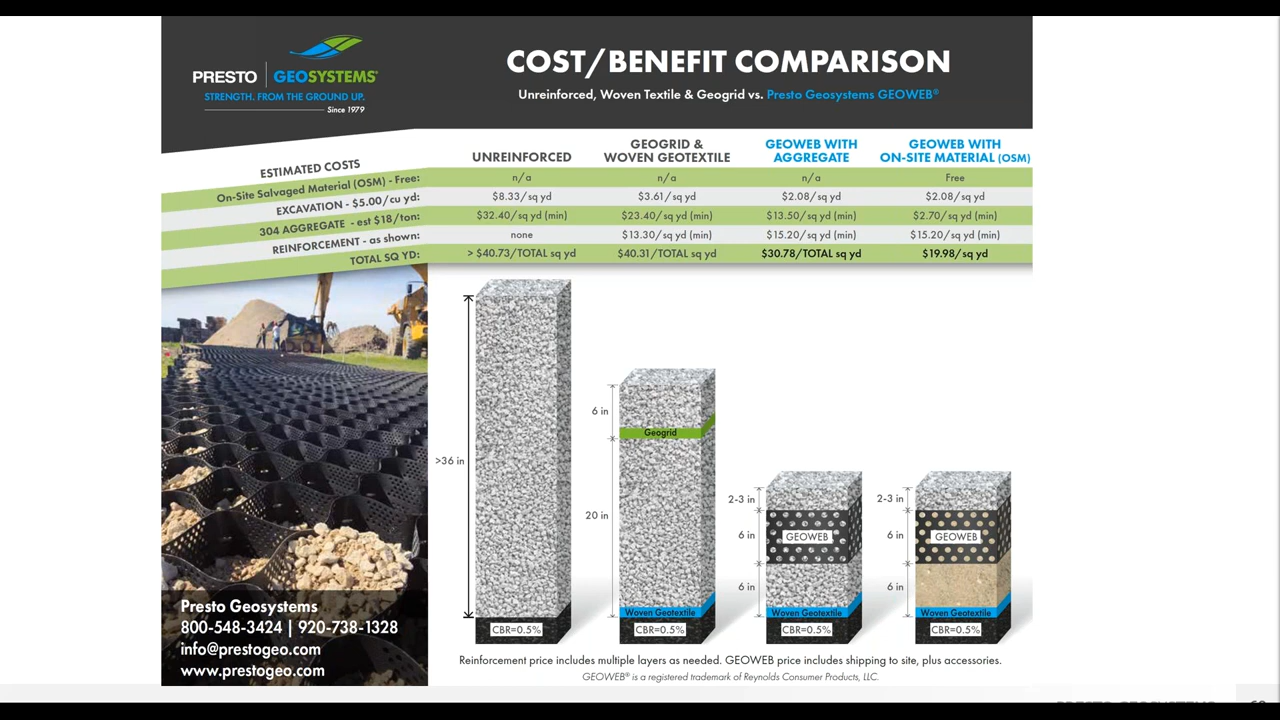 PRESTO GEOSYSTEMS®
STRENGTH. FROM THE GROUND UP.
Since 1979
COST/BENEFIT COMPARISON
Unreinforced, Woven Textile & Geogrid vs. Presto Geosystems GEOWEB®
ESTIMATED COSTS
UNREINFORCED
GEOGRID &
WOVEN GEOTEXTILE
GEOWEB WITH
AGGREGATE
GEOWEB WITH
ON-SITE MATERIAL (OSM)
On-Site Salvaged Material (OSM) - Free: n/a n/a n/a Free
EXCAVATION - $5.00/cu yd: $8.33/sq yd $3.61/sq yd $2.08/sq yd $2.08/sq yd
304 AGGREGATE - est $18/ton: $32.40/sq yd (min) $23.40/sq yd (min) $13.50/sq yd (min) $2.70/sq yd (min)
REINFORCEMENT - as shown: none $13.30/sq yd (min) $15.20/sq yd (min) $15.20/sq yd (min)
TOTAL SQ YD: > $40.73/TOTAL sq yd $40.31/TOTAL sq yd $30.78/TOTAL sq yd $19.98/sq yd
>36 in
CBR=0.5%
6 in
Geogrid
20 in
Woven Geotextile
CBR=0.5%
2-3 in
6 in
GEOWEB
6 in
Woven Geotextile
CBR=0.5%
2-3 in
6 in
GEOWEB
6 in
Woven Geotextile
CBR=0.5%
Presto Geosystems
800-548-3424 | 920-738-1328
info@prestogeo.com
www.prestogeo.com
Reinforcement price includes multiple layers as needed. GEOWEB price includes shipping to site, plus accessories.
GEOWEB® is a registered trademark of Reynolds Consumer Products, LLC.